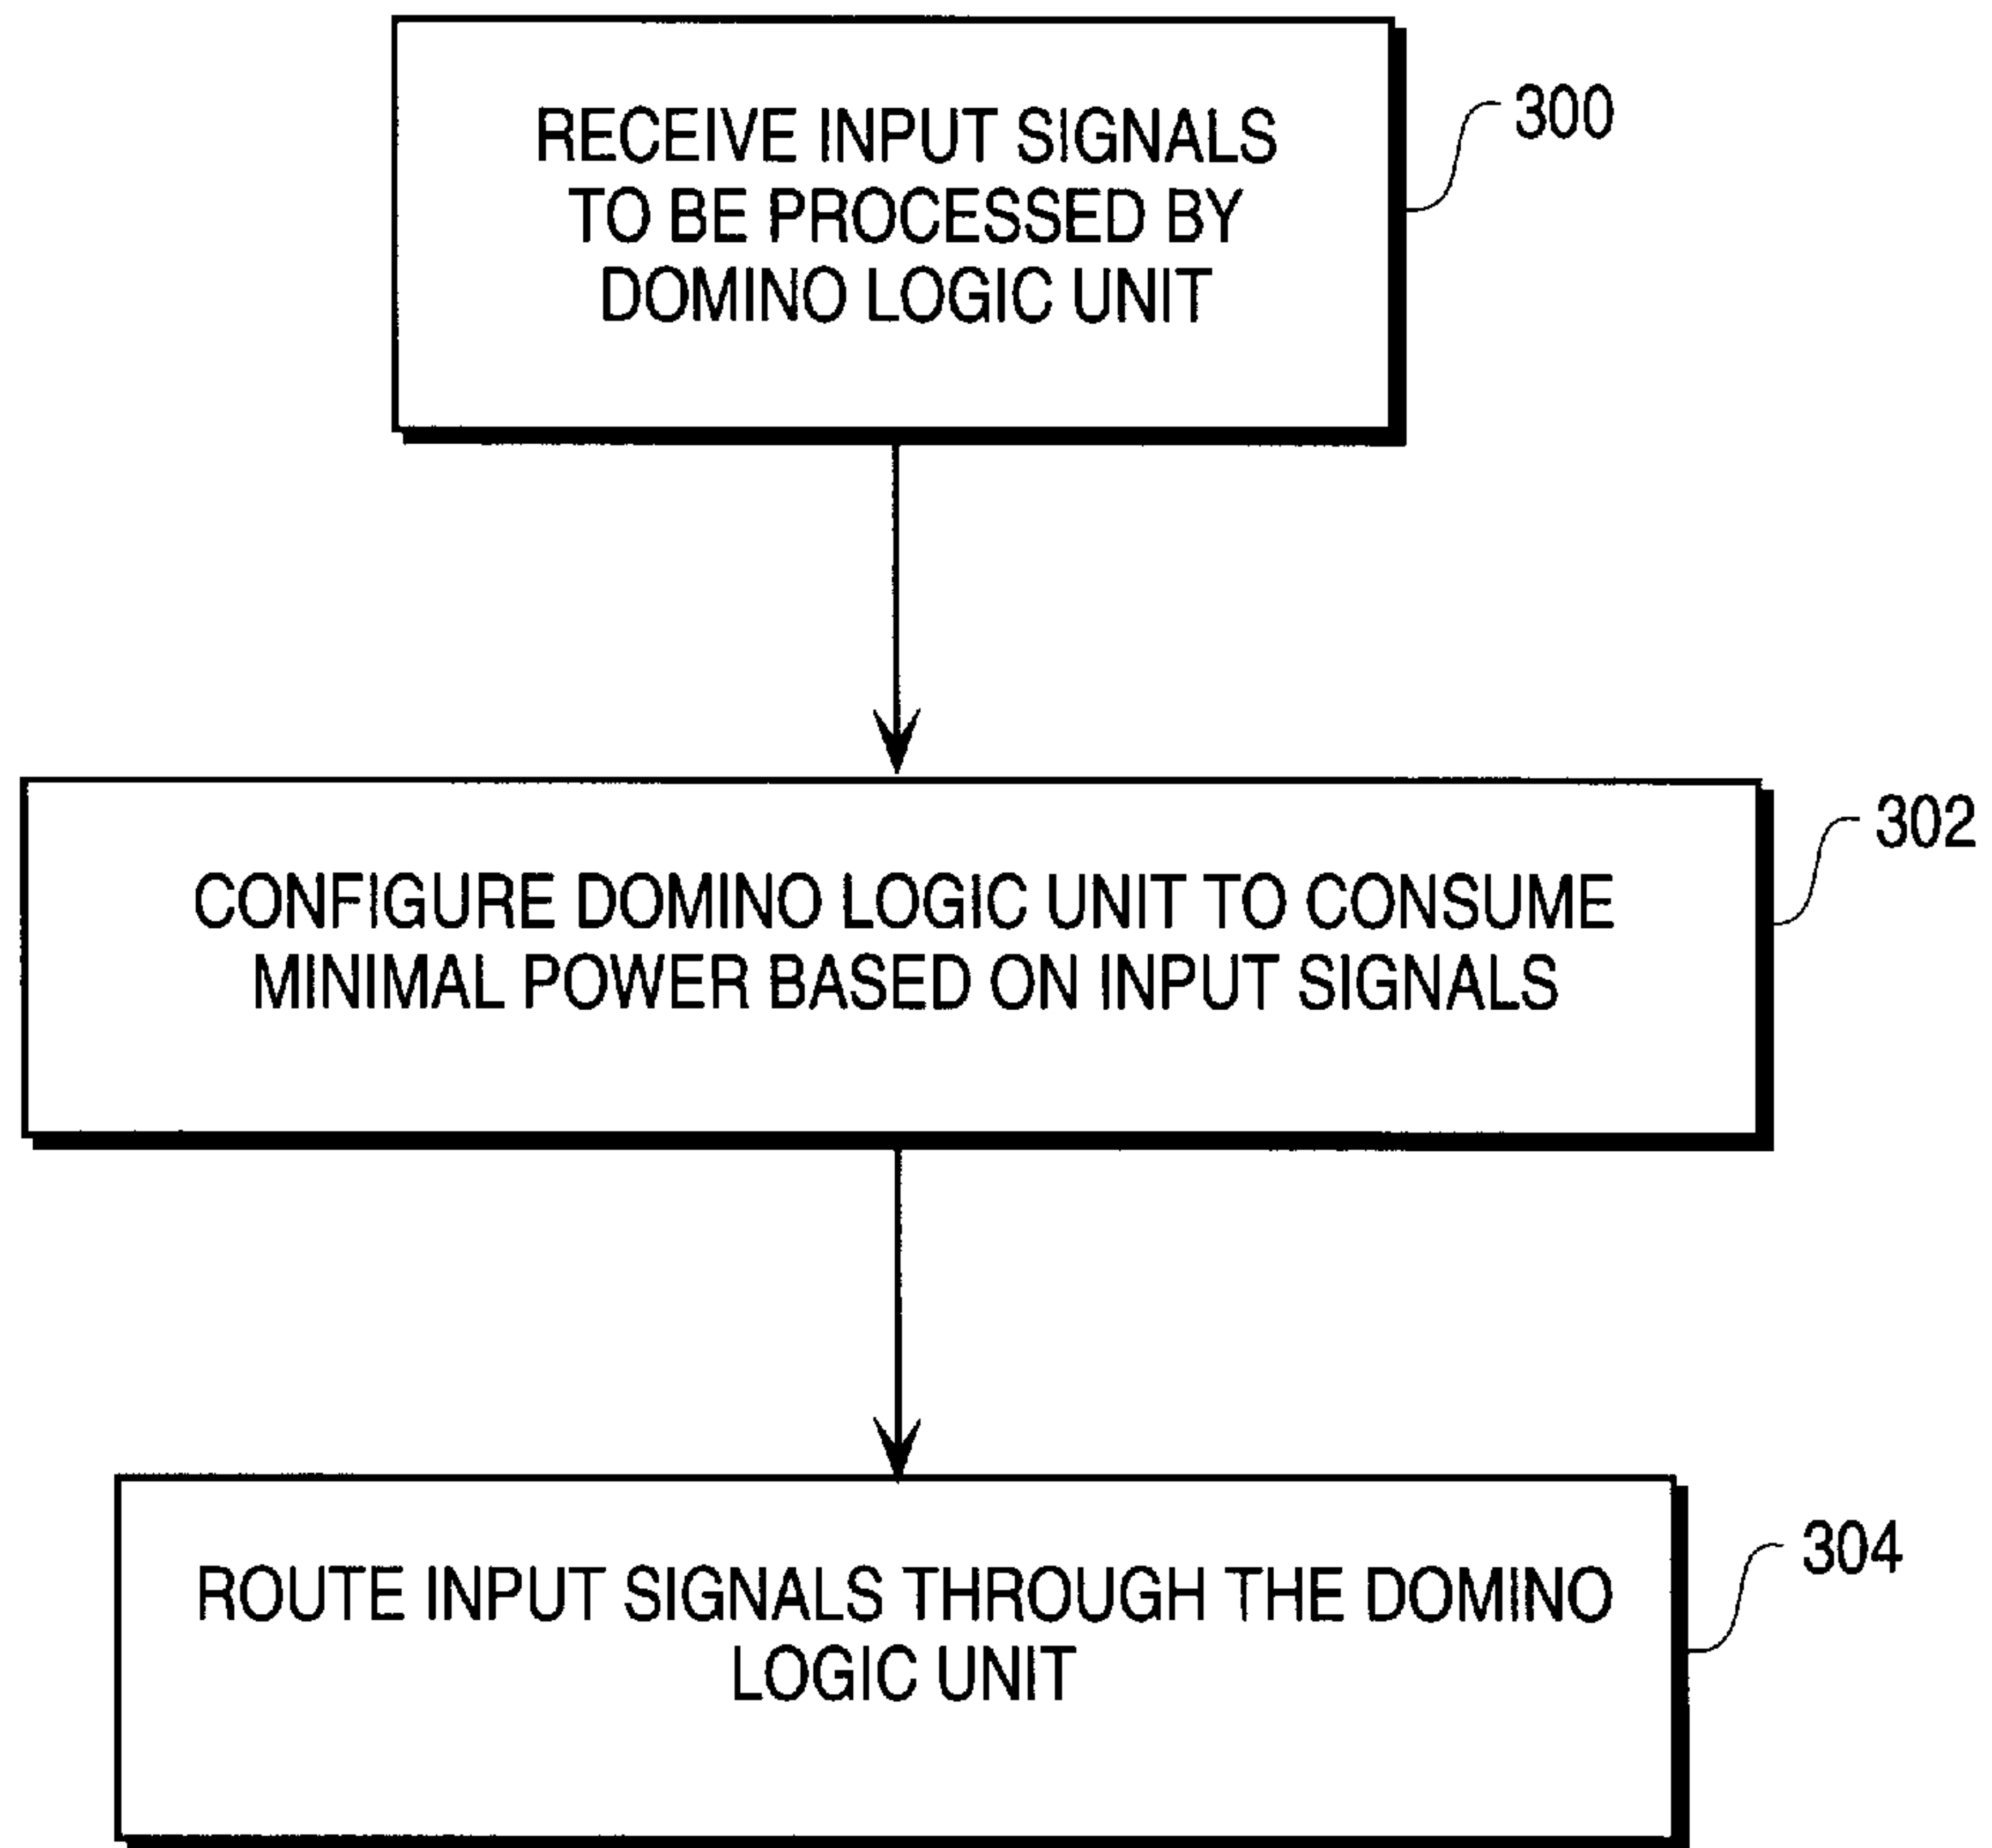 RECEIVE INPUT SIGNALS
TO BE PROCESSED BY
DOMINO LOGIC UNIT
300
CONFIGURE DOMINO LOGIC UNIT TO CONSUME
MINIMAL POWER BASED ON INPUT SIGNALS
302
ROUTE INPUT SIGNALS THROUGH THE DOMINO
LOGIC UNIT
304